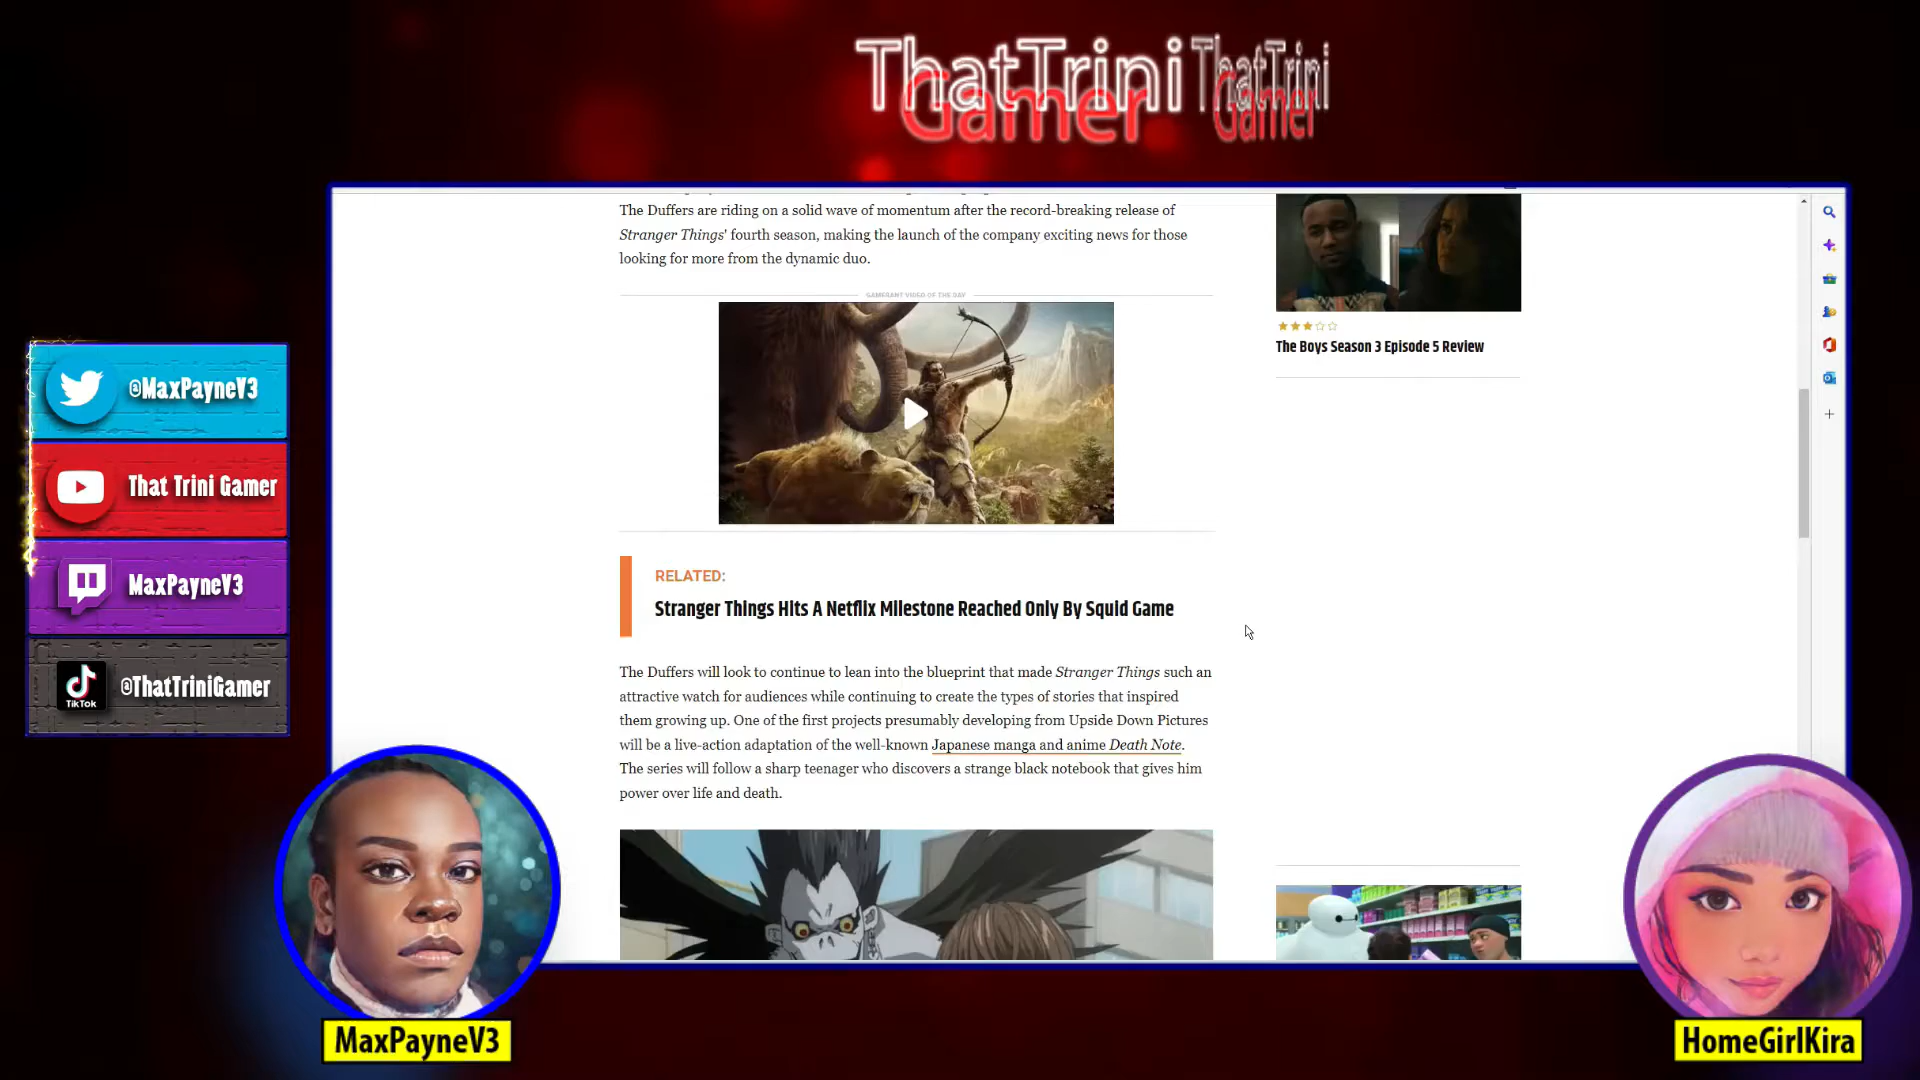 ThatTrini
Gamer
ThatTrini
Gamer
The Duffers are riding on a solid wave of momentum after the record-breaking release of
Stranger Things' fourth season, making the launch of the company exciting news for those
looking for more from the dynamic duo.
GAMERANT VIDEO OF THE DAY
RELATED:
Stranger Things Hits A Netflix Milestone Reached Only By Squid Game
The Duffers will look to continue to lean into the blueprint that made Stranger Things such an
attractive watch for audiences while continuing to create the types of stories that inspired
them growing up. One of the first projects presumably developing from Upside Down Pictures
will be a live-action adaptation of the well-known Japanese manga and anime Death Note.
The series will follow a sharp teenager who discovers a strange black notebook that gives him
power over life and death.
The Boys Season 3 Episode 5 Review
@MaxPayneV3
That Trini Gamer
MaxPayneV3
TikTok
@ThatTriniGamer
MaxPayneV3
HomeGirlKira